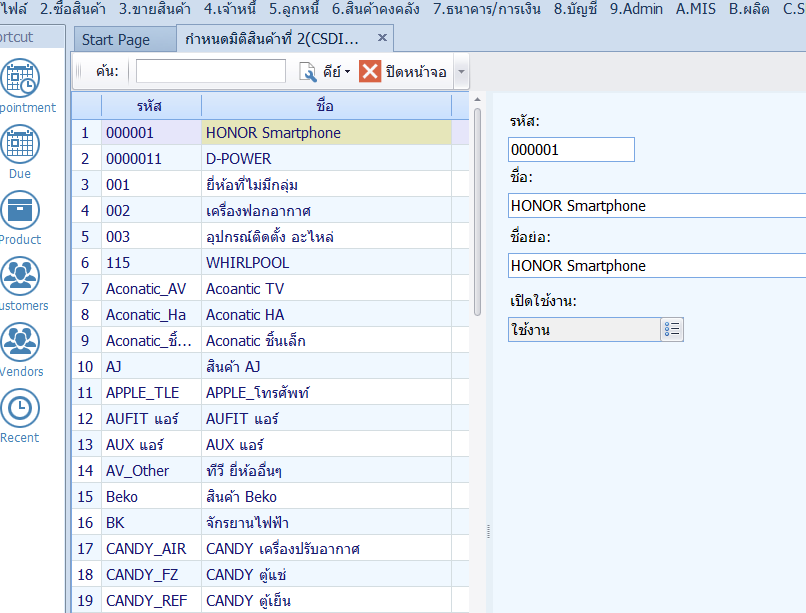 ไฟล์ 2.ซื้อสินค้า 3.ขายสินค้า 4.เจ้าหนี้ 5.ลูกหนี้ 6.สินค้าคงคลัง 7.ธนาคาร/การเงิน 8.บัญชี 9.Admin A.MIS B.ผลิต C.S
ortcut
Start Page
กำหนดมิติสินค้าที่ 2(CSDI...
ค้น:
คีย์
ปิดหน้าจอ
pointment
Due
Product
ustomers
Vendors
Recent
รหัส ชื่อ
1 000001 HONOR Smartphone
2 0000011 D-POWER
3 001 ยี่ห้อที่ไม่มีกลุ่ม
4 002 เครื่องฟอกอากาศ
5 003 อุปกรณ์ติดตั้ง อะไหล่
6 115 WHIRLPOOL
7 Aconatic_AV Acoantic TV
8 Aconatic_Ha Aconatic HA
9 Aconatic_ชิ้... Aconatic ชิ้นเล็ก
10 AJ สินค้า AJ
11 APPLE_TLE APPLE_โทรศัพท์
12 AUFIT แอร์ AUFIT แอร์
13 AUX แอร์ AUX แอร์
14 AV_Other ทีวี ยี่ห้ออื่นๆ
15 Beko สินค้า Beko
16 BK จักรยานไฟฟ้า
17 CANDY_AIR CANDY เครื่องปรับอากาศ
18 CANDY_FZ CANDY ตู้แช่
19 CANDY_REF CANDY ตู้เย็น
รหัส:
000001
ชื่อ:
HONOR Smartphone
ชื่อย่อ:
HONOR Smartphone
เปิดใช้งาน:
ใช้งาน